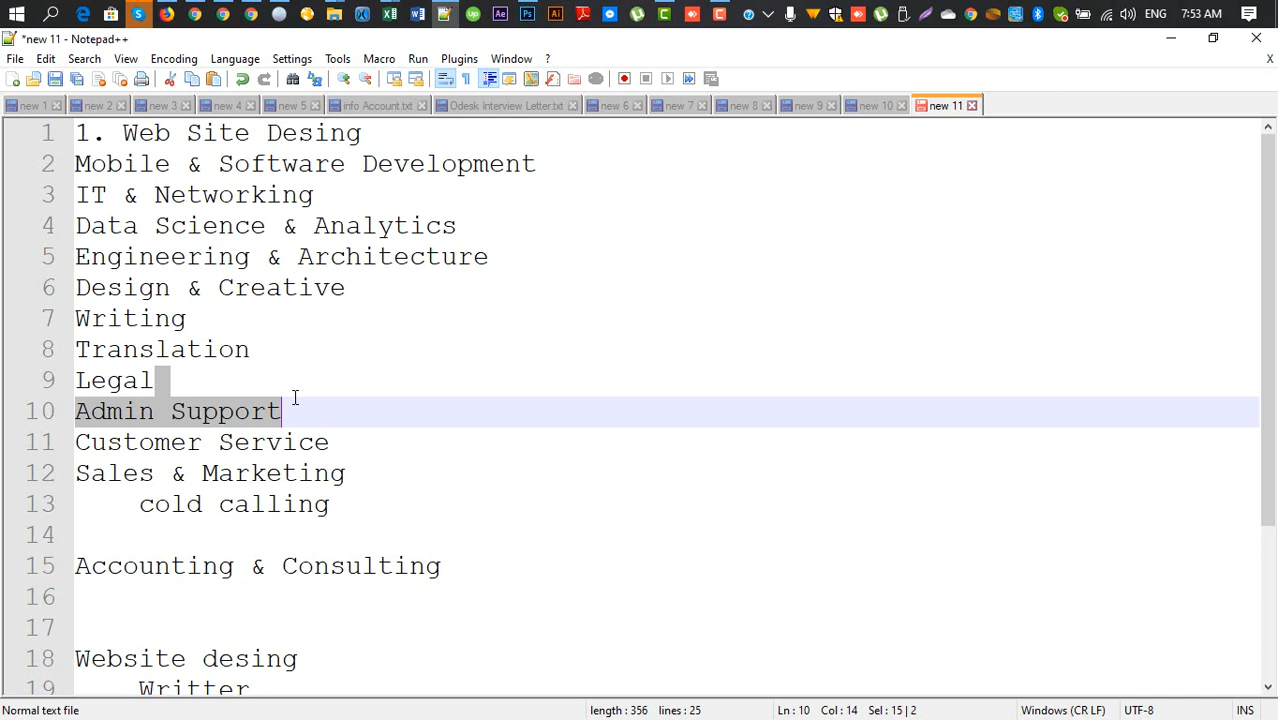 ENG 7:53 AM
*new 11 - Notepad++
File Edit Search View Encoding Language Settings Tools Macro Run Plugins Window ? X
new 1 new 2 new 3 new 4 new 5 info Account.txt Odesk Interview Letter.txt new 6 new 7 new 8 new 9 new 10 new 11
1 1. Web Site Desing
2 Mobile & Software Development
3 IT & Networking
4 Data Science & Analytics
5 Engineering & Architecture
6 Design & Creative
7 Writing
8 Translation
9 Legal
10 Admin Support
11 Customer Service
12 Sales & Marketing
13 cold calling
14
15 Accounting & Consulting
16
17
18 Website desing
19 Writter
Normal text file length : 356 lines : 25 Ln : 10 Col : 14 Sel : 15 | 2 Windows (CR LF) UTF-8 INS